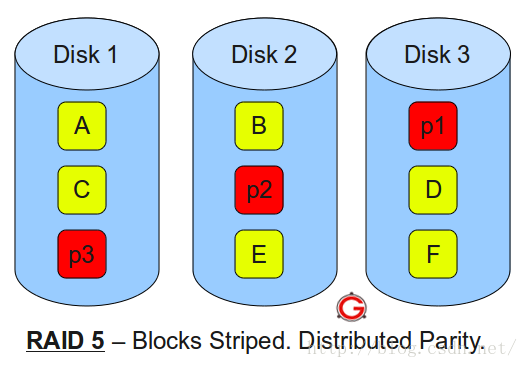 Disk 1 Disk 2 Disk 3
A B p1
C p2 D
p3 E F
G
RAID 5 – Blocks Striped. Distributed Parity.
http://blog.csdn.net/